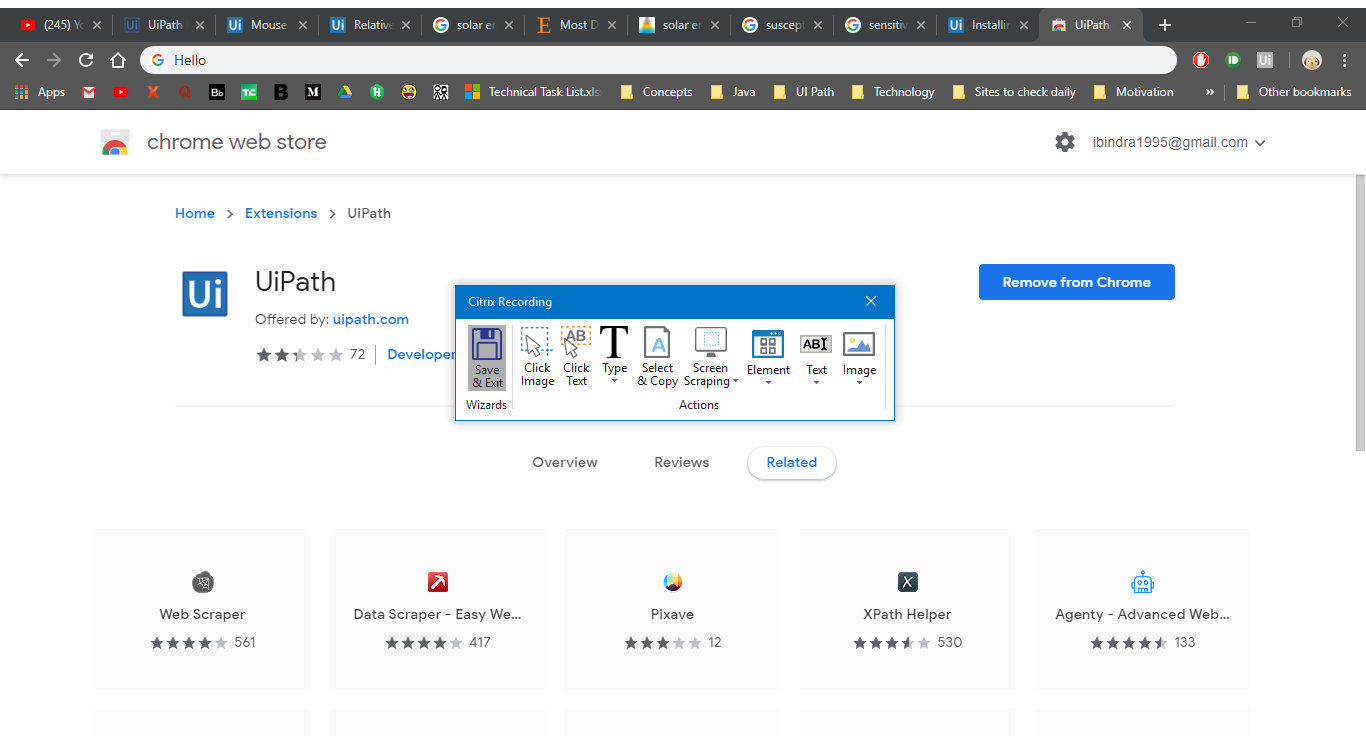 (245) Yo
UiPath
Mouse
Relative
solar er
Most D
solar er
suscept
sensitiv
Installin
UiPath
Hello
Apps
Technical Task List.xls
Concepts
Java
UI Path
Technology
Sites to check daily
Motivation
»
Other bookmarks
chrome web store
ibindra1995@gmail.com
Home > Extensions > UiPath
Ui
UiPath
Offered by: uipath.com
72
Developer
Remove from Chrome
Citrix Recording
Save & Exit
Click Image
Click Text
Type
Select & Copy
Screen Scraping
Element
Text
Image
Wizards
Actions
Overview
Reviews
Related
Web Scraper
561
Data Scraper - Easy We...
417
Pixave
12
XPath Helper
530
Agenty - Advanced Web...
133